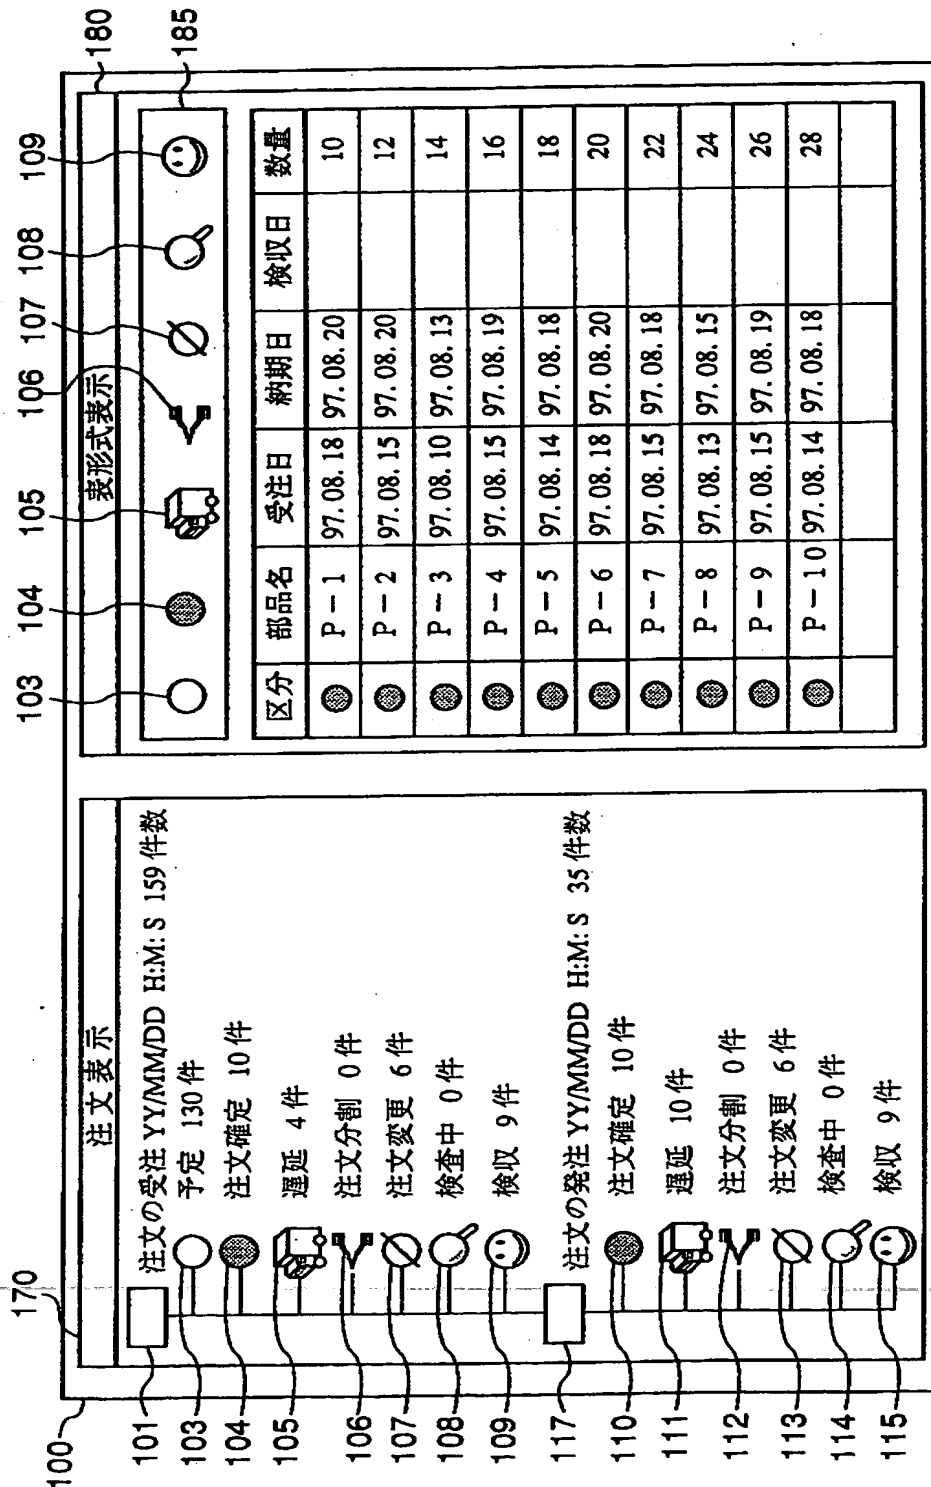 100
170
注文表示
101
注文の受注 YY/MM/DD H:M: S 159 件数
103
予定 130 件
104
注文確定 10 件
105
遅延 4 件
106
注文分割 0 件
107
注文変更 6 件
108
検査中 0 件
109
検収 9 件
117
注文の発注 YY/MM/DD H:M: S 35 件数
110
注文確定 10 件
111
遅延 10 件
112
注文分割 0 件
113
注文変更 6 件
114
検査中 0 件
115
検収 9 件
103 104 105 106 107 108 109
180
表形式表示
185
区分 部品名 受注日 納期日 検収日 数量
P－1 97.08.18 97.08.20 10
P－2 97.08.15 97.08.20 12
P－3 97.08.10 97.08.13 14
P－4 97.08.15 97.08.19 16
P－5 97.08.14 97.08.18 18
P－6 97.08.18 97.08.20 20
P－7 97.08.15 97.08.18 22
P－8 97.08.13 97.08.15 24
P－9 97.08.15 97.08.19 26
P－10 97.08.14 97.08.18 28